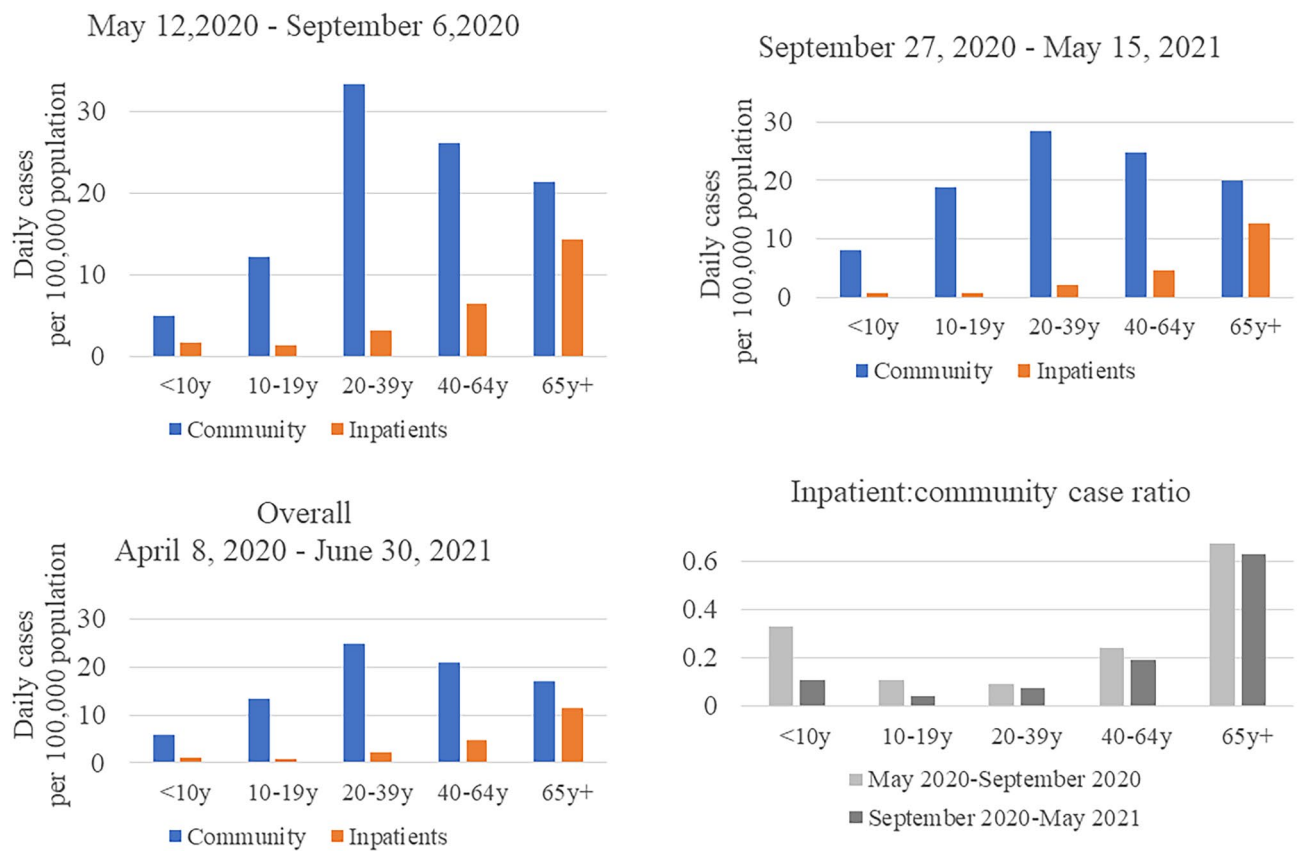 May 12,2020 - September 6,2020
Daily cases
per 100,000 population
30
20
10
0
<10y 10-19y 20-39y 40-64y 65y+
Community Inpatients
September 27, 2020 - May 15, 2021
Daily cases
per 100,000 population
30
20
10
0
<10y 10-19y 20-39y 40-64y 65y+
Community Inpatients
Overall
April 8, 2020 - June 30, 2021
Daily cases
per 100,000 population
30
20
10
0
<10y 10-19y 20-39y 40-64y 65y+
Community Inpatients
Inpatient:community case ratio
0.6
0.4
0.2
0
<10y 10-19y 20-39y 40-64y 65y+
May 2020-September 2020
September 2020-May 2021